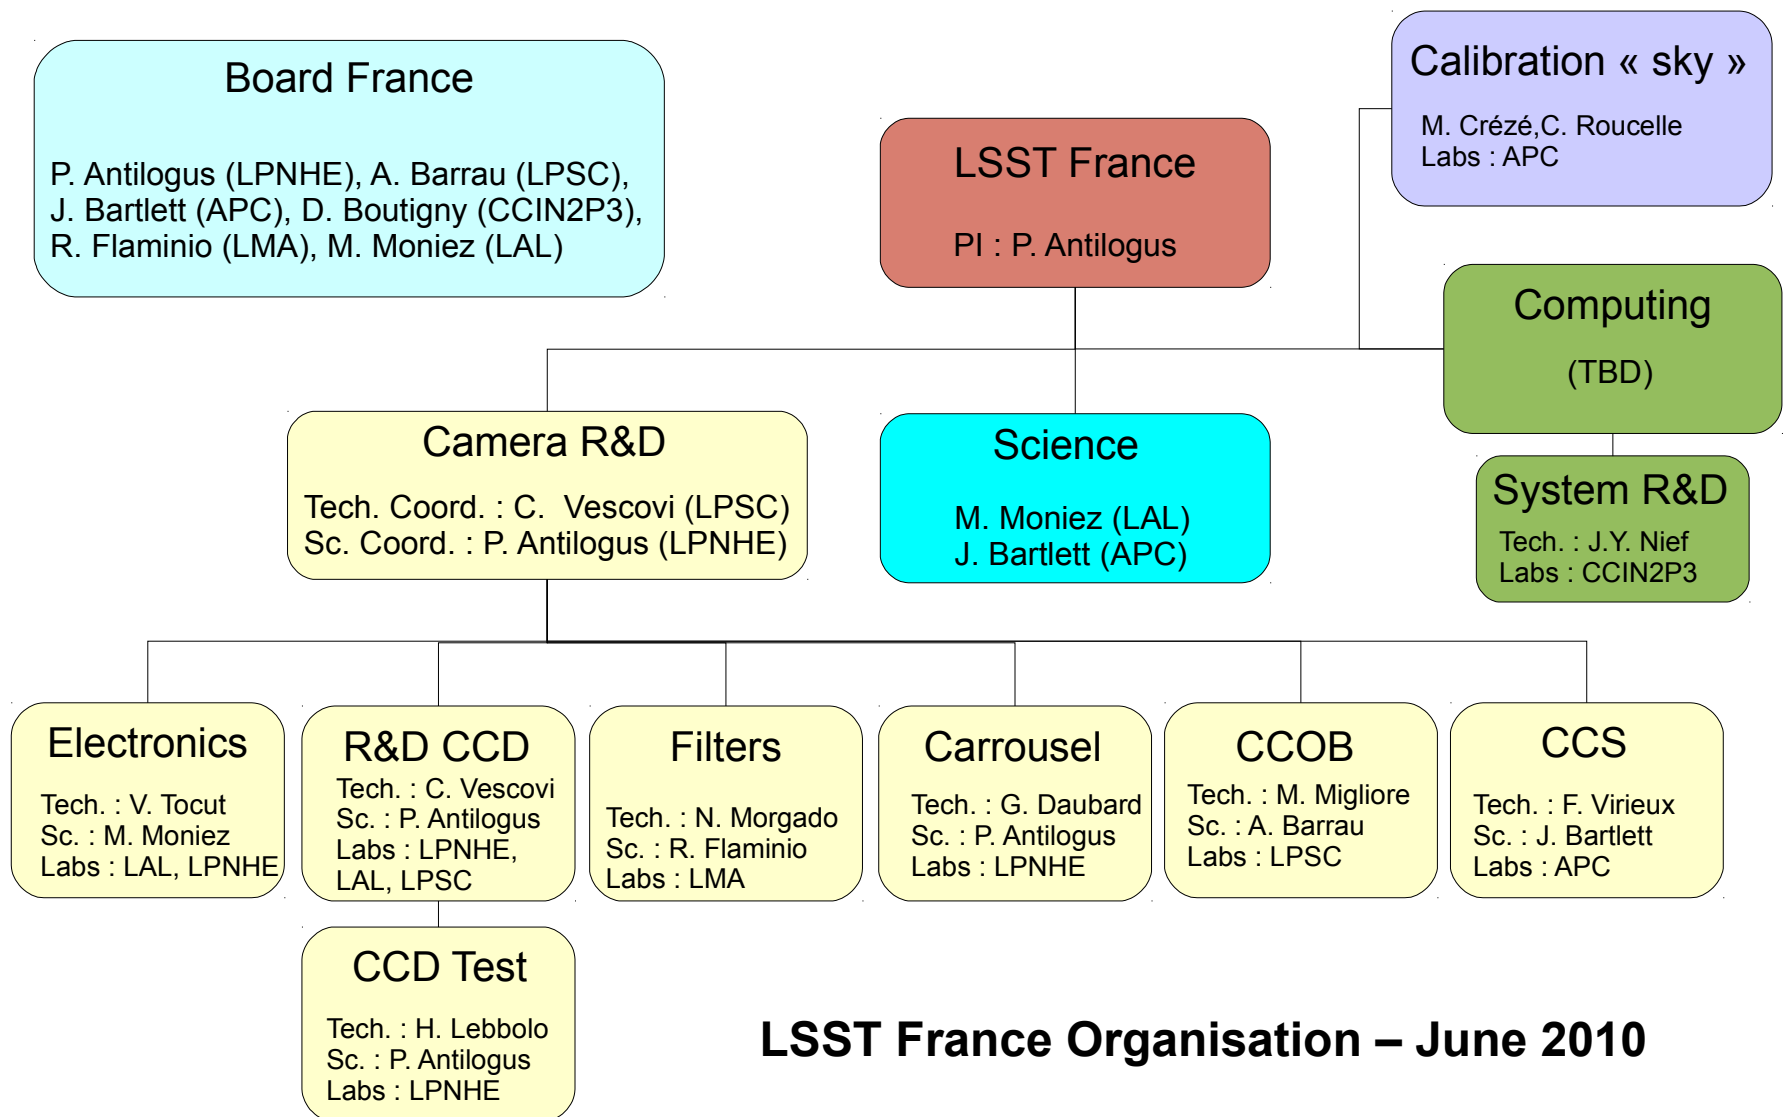 Board France
P. Antilogus (LPNHE), A. Barrau (LPSC),
J. Bartlett (APC), D. Boutigny (CCIN2P3),
R. Flaminio (LMA), M. Moniez (LAL)
LSST France
PI : P. Antilogus
Calibration « sky »
M. Crézé,C. Roucelle
Labs : APC
Computing
(TBD)
System R&D
Tech. : J.Y. Nief
Labs : CCIN2P3
Camera R&D
Tech. Coord. : C. Vescovi (LPSC)
Sc. Coord. : P. Antilogus (LPNHE)
Science
M. Moniez (LAL)
J. Bartlett (APC)
Electronics
Tech. : V. Tocut
Sc. : M. Moniez
Labs : LAL, LPNHE
R&D CCD
Tech. : C. Vescovi
Sc. : P. Antilogus
Labs : LPNHE,
LAL, LPSC
Filters
Tech. : N. Morgado
Sc. : R. Flaminio
Labs : LMA
Carrousel
Tech. : G. Daubard
Sc. : P. Antilogus
Labs : LPNHE
CCOB
Tech. : M. Migliore
Sc. : A. Barrau
Labs : LPSC
CCS
Tech. : F. Virieux
Sc. : J. Bartlett
Labs : APC
CCD Test
Tech. : H. Lebbolo
Sc. : P. Antilogus
Labs : LPNHE
LSST France Organisation – June 2010